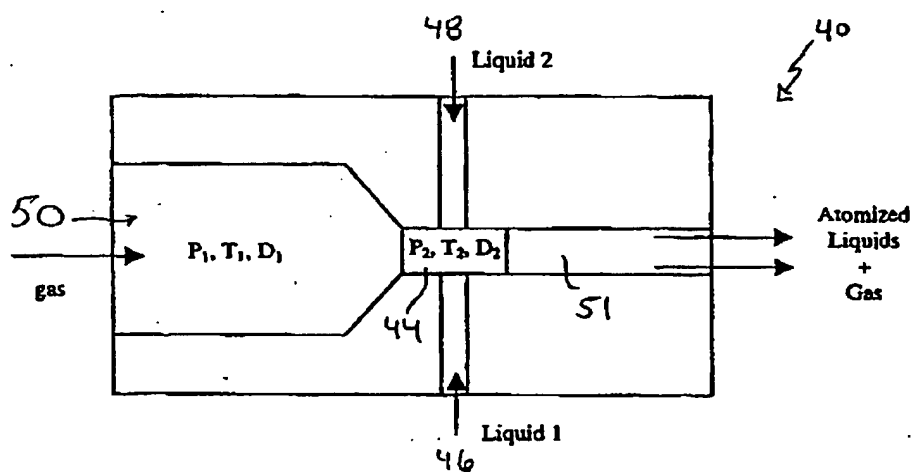 48
Liquid 2
40
50
gas
P₁, T₁, D₁
P₂, T₂, D₂
44
51
Atomized
Liquids
+
Gas
Liquid 1
46